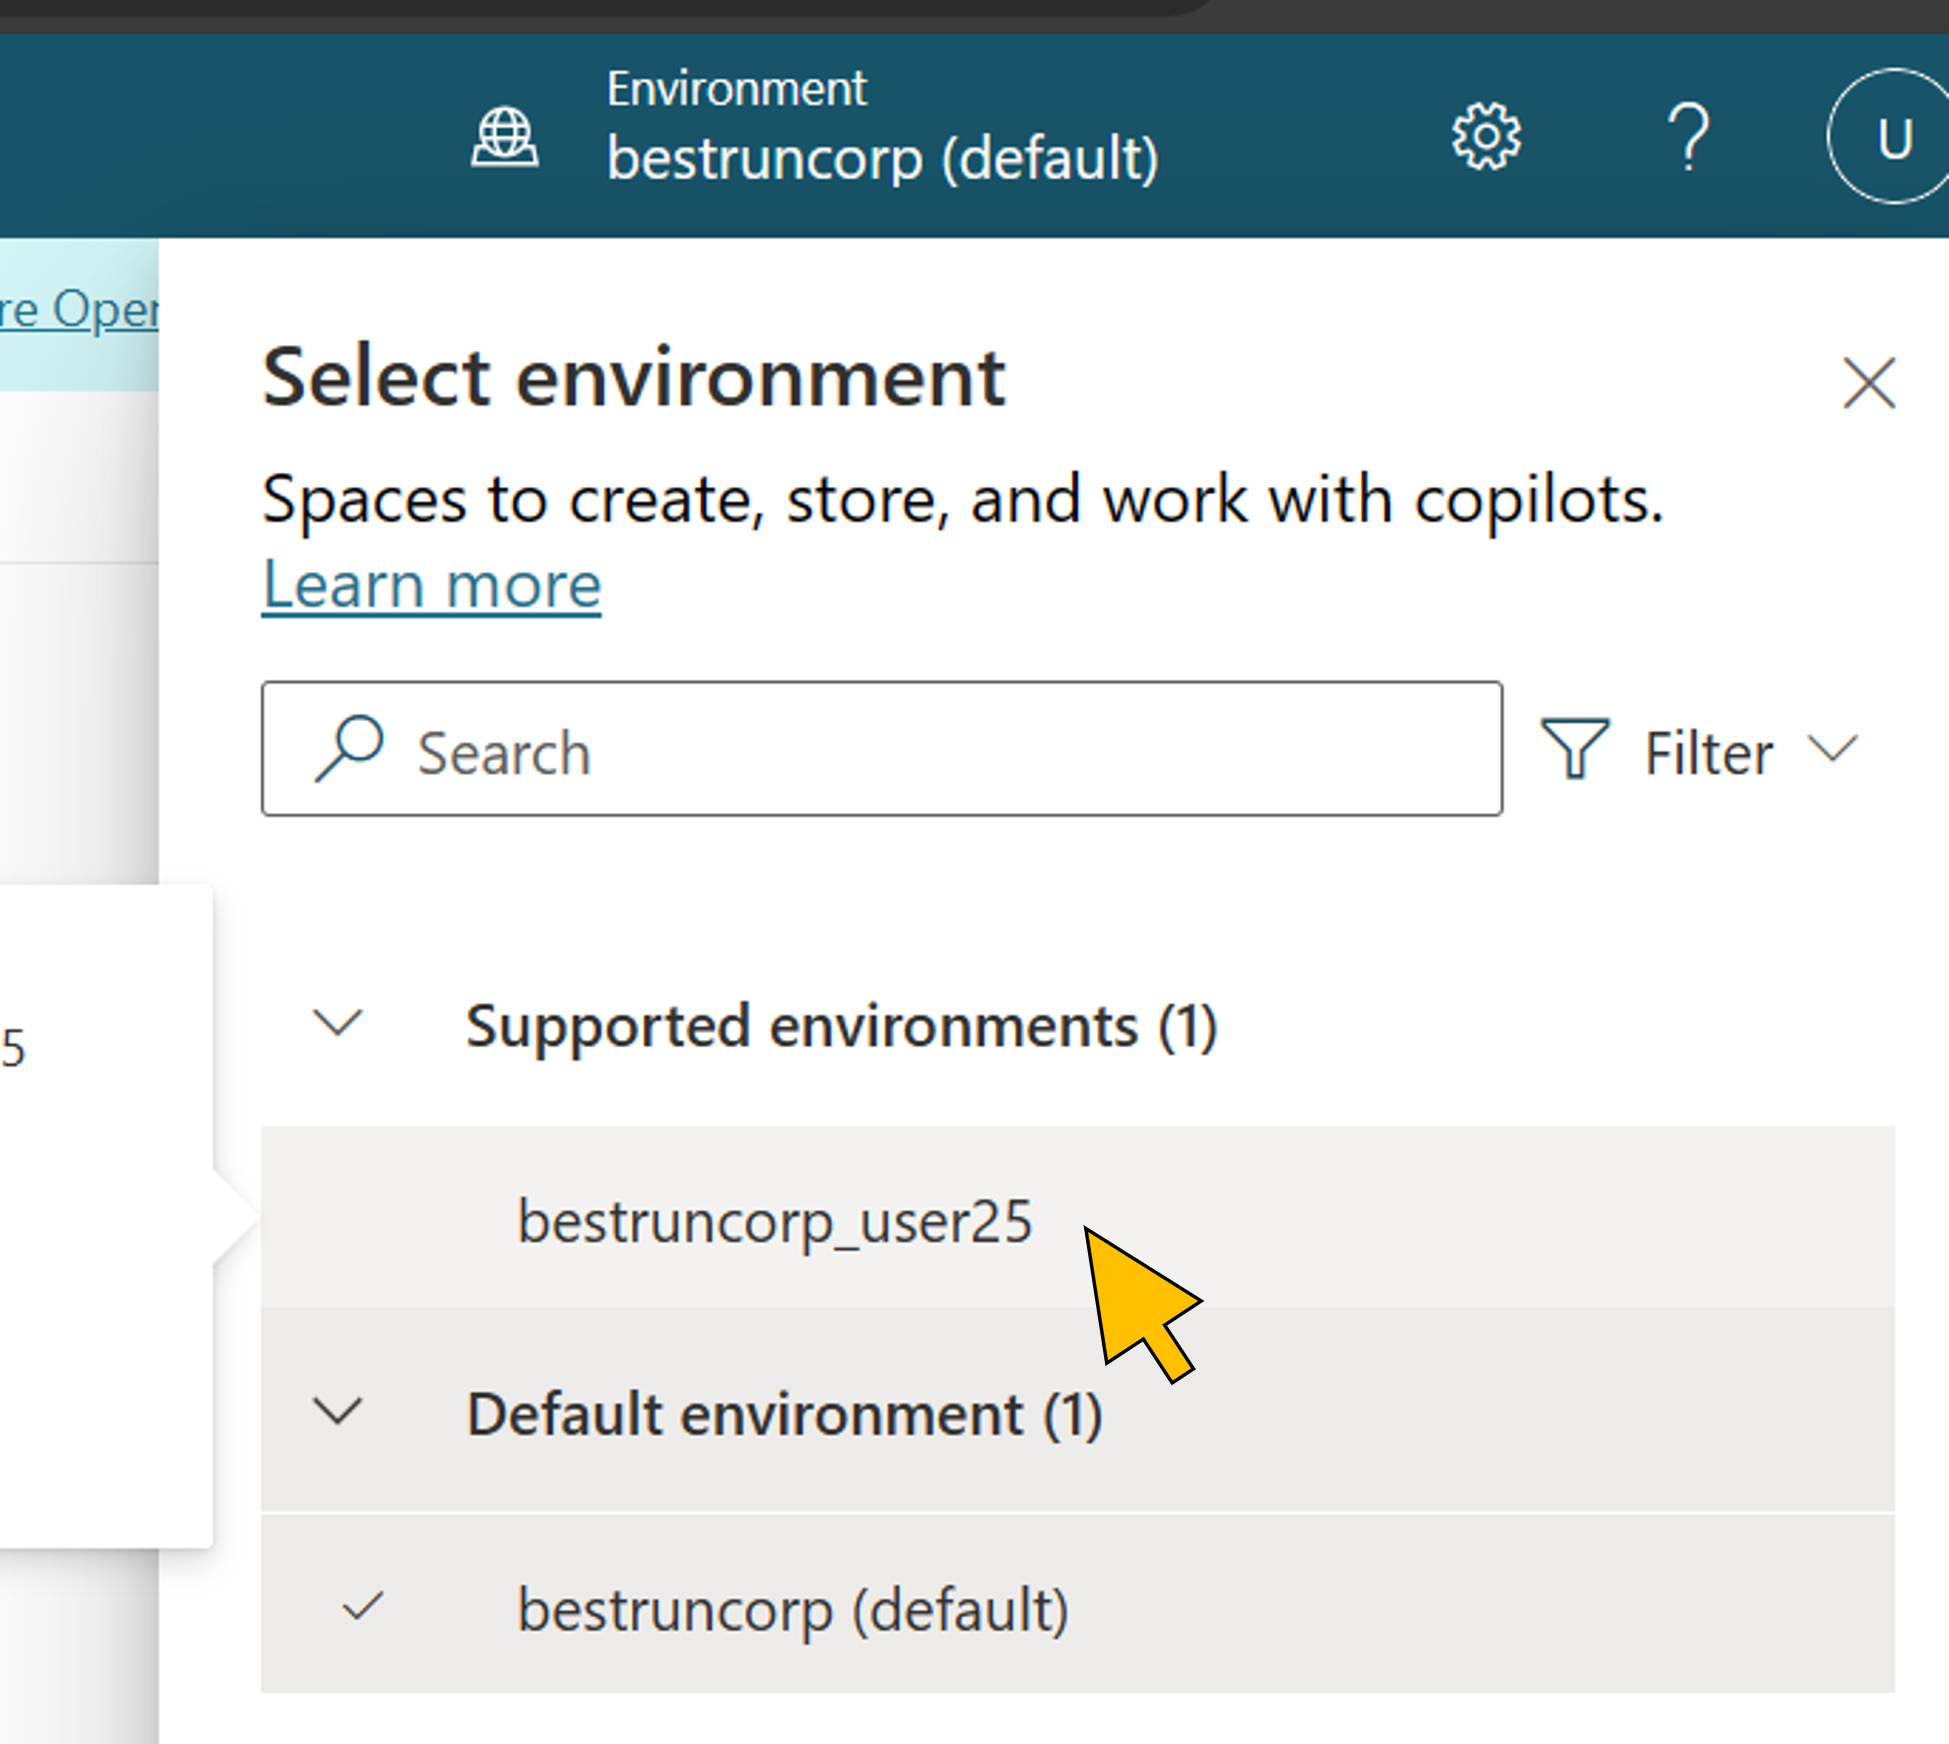 Environment
bestruncorp (default)
U
re Oper
Select environment
Spaces to create, store, and work with copilots.
Learn more
Search
Filter
Supported environments (1)
5
bestruncorp_user25
Default environment (1)
bestruncorp (default)